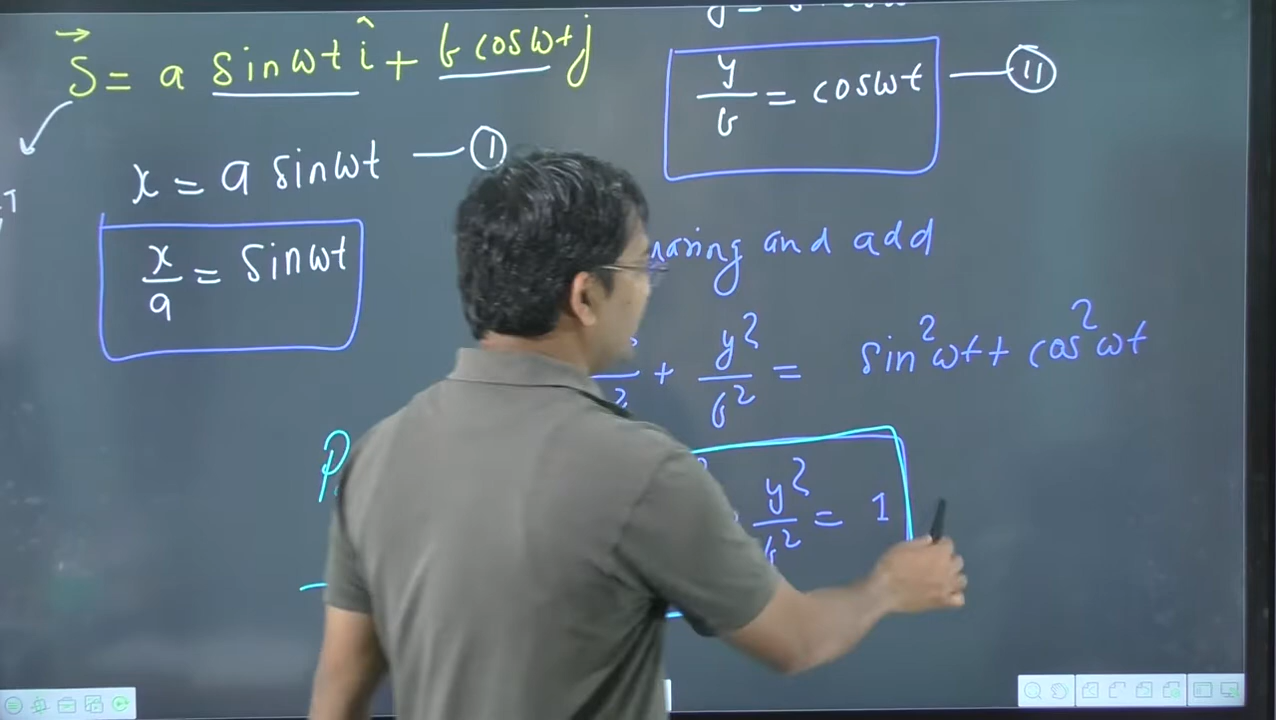 S⃗ = a sinωt î + b cosωt j
x = a sinωt — ①
x/a = sinωt
y/b = cosωt — ⑪
and add
+ y²/b² = sin²ωt + cos²ωt
y²/b² = 1